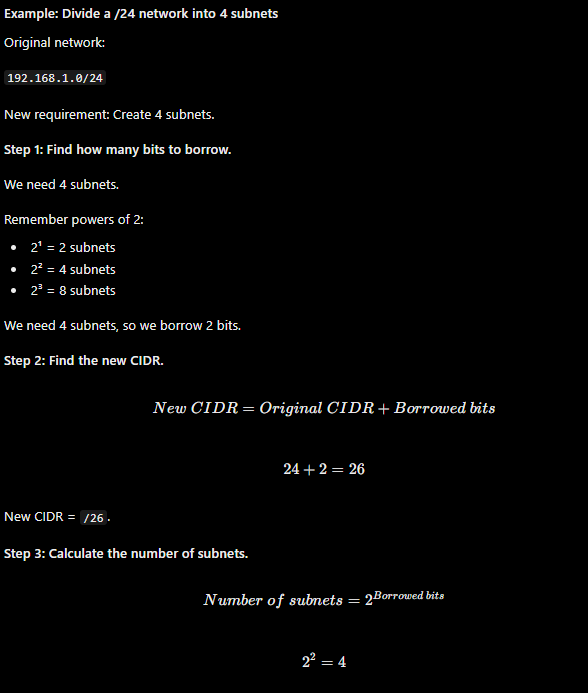 Example: Divide a /24 network into 4 subnets
Original network:
192.168.1.0/24
New requirement: Create 4 subnets.
Step 1: Find how many bits to borrow.
We need 4 subnets.
Remember powers of 2:
• 2¹ = 2 subnets
• 2² = 4 subnets
• 2³ = 8 subnets
We need 4 subnets, so we borrow 2 bits.
Step 2: Find the new CIDR.
New CIDR = Original CIDR + Borrowed bits
24 + 2 = 26
New CIDR = /26.
Step 3: Calculate the number of subnets.
Number of subnets = 2^Borrowed bits
2² = 4